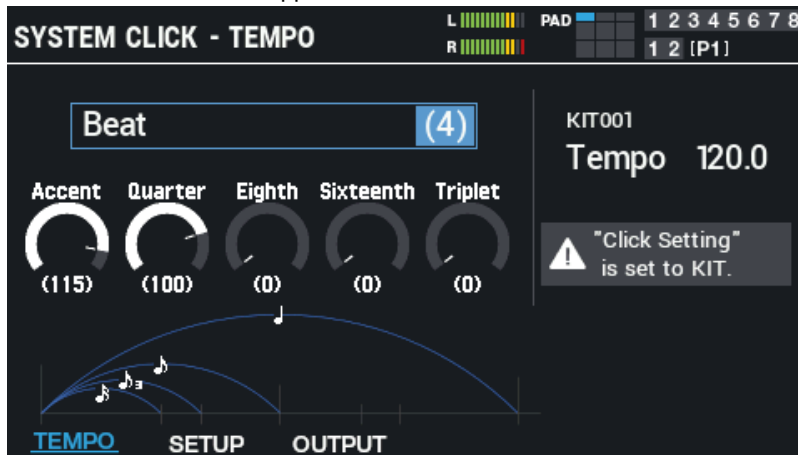 SYSTEM CLICK - TEMPO
L
R
PAD
1 2 3 4 5 6 7 8
1 2 [P1]
Beat (4)
Accent Quarter Eighth Sixteenth Triplet
(115) (100) (0) (0) (0)
KIT001
Tempo 120.0
"Click Setting"
is set to KIT.
3
TEMPO SETUP OUTPUT